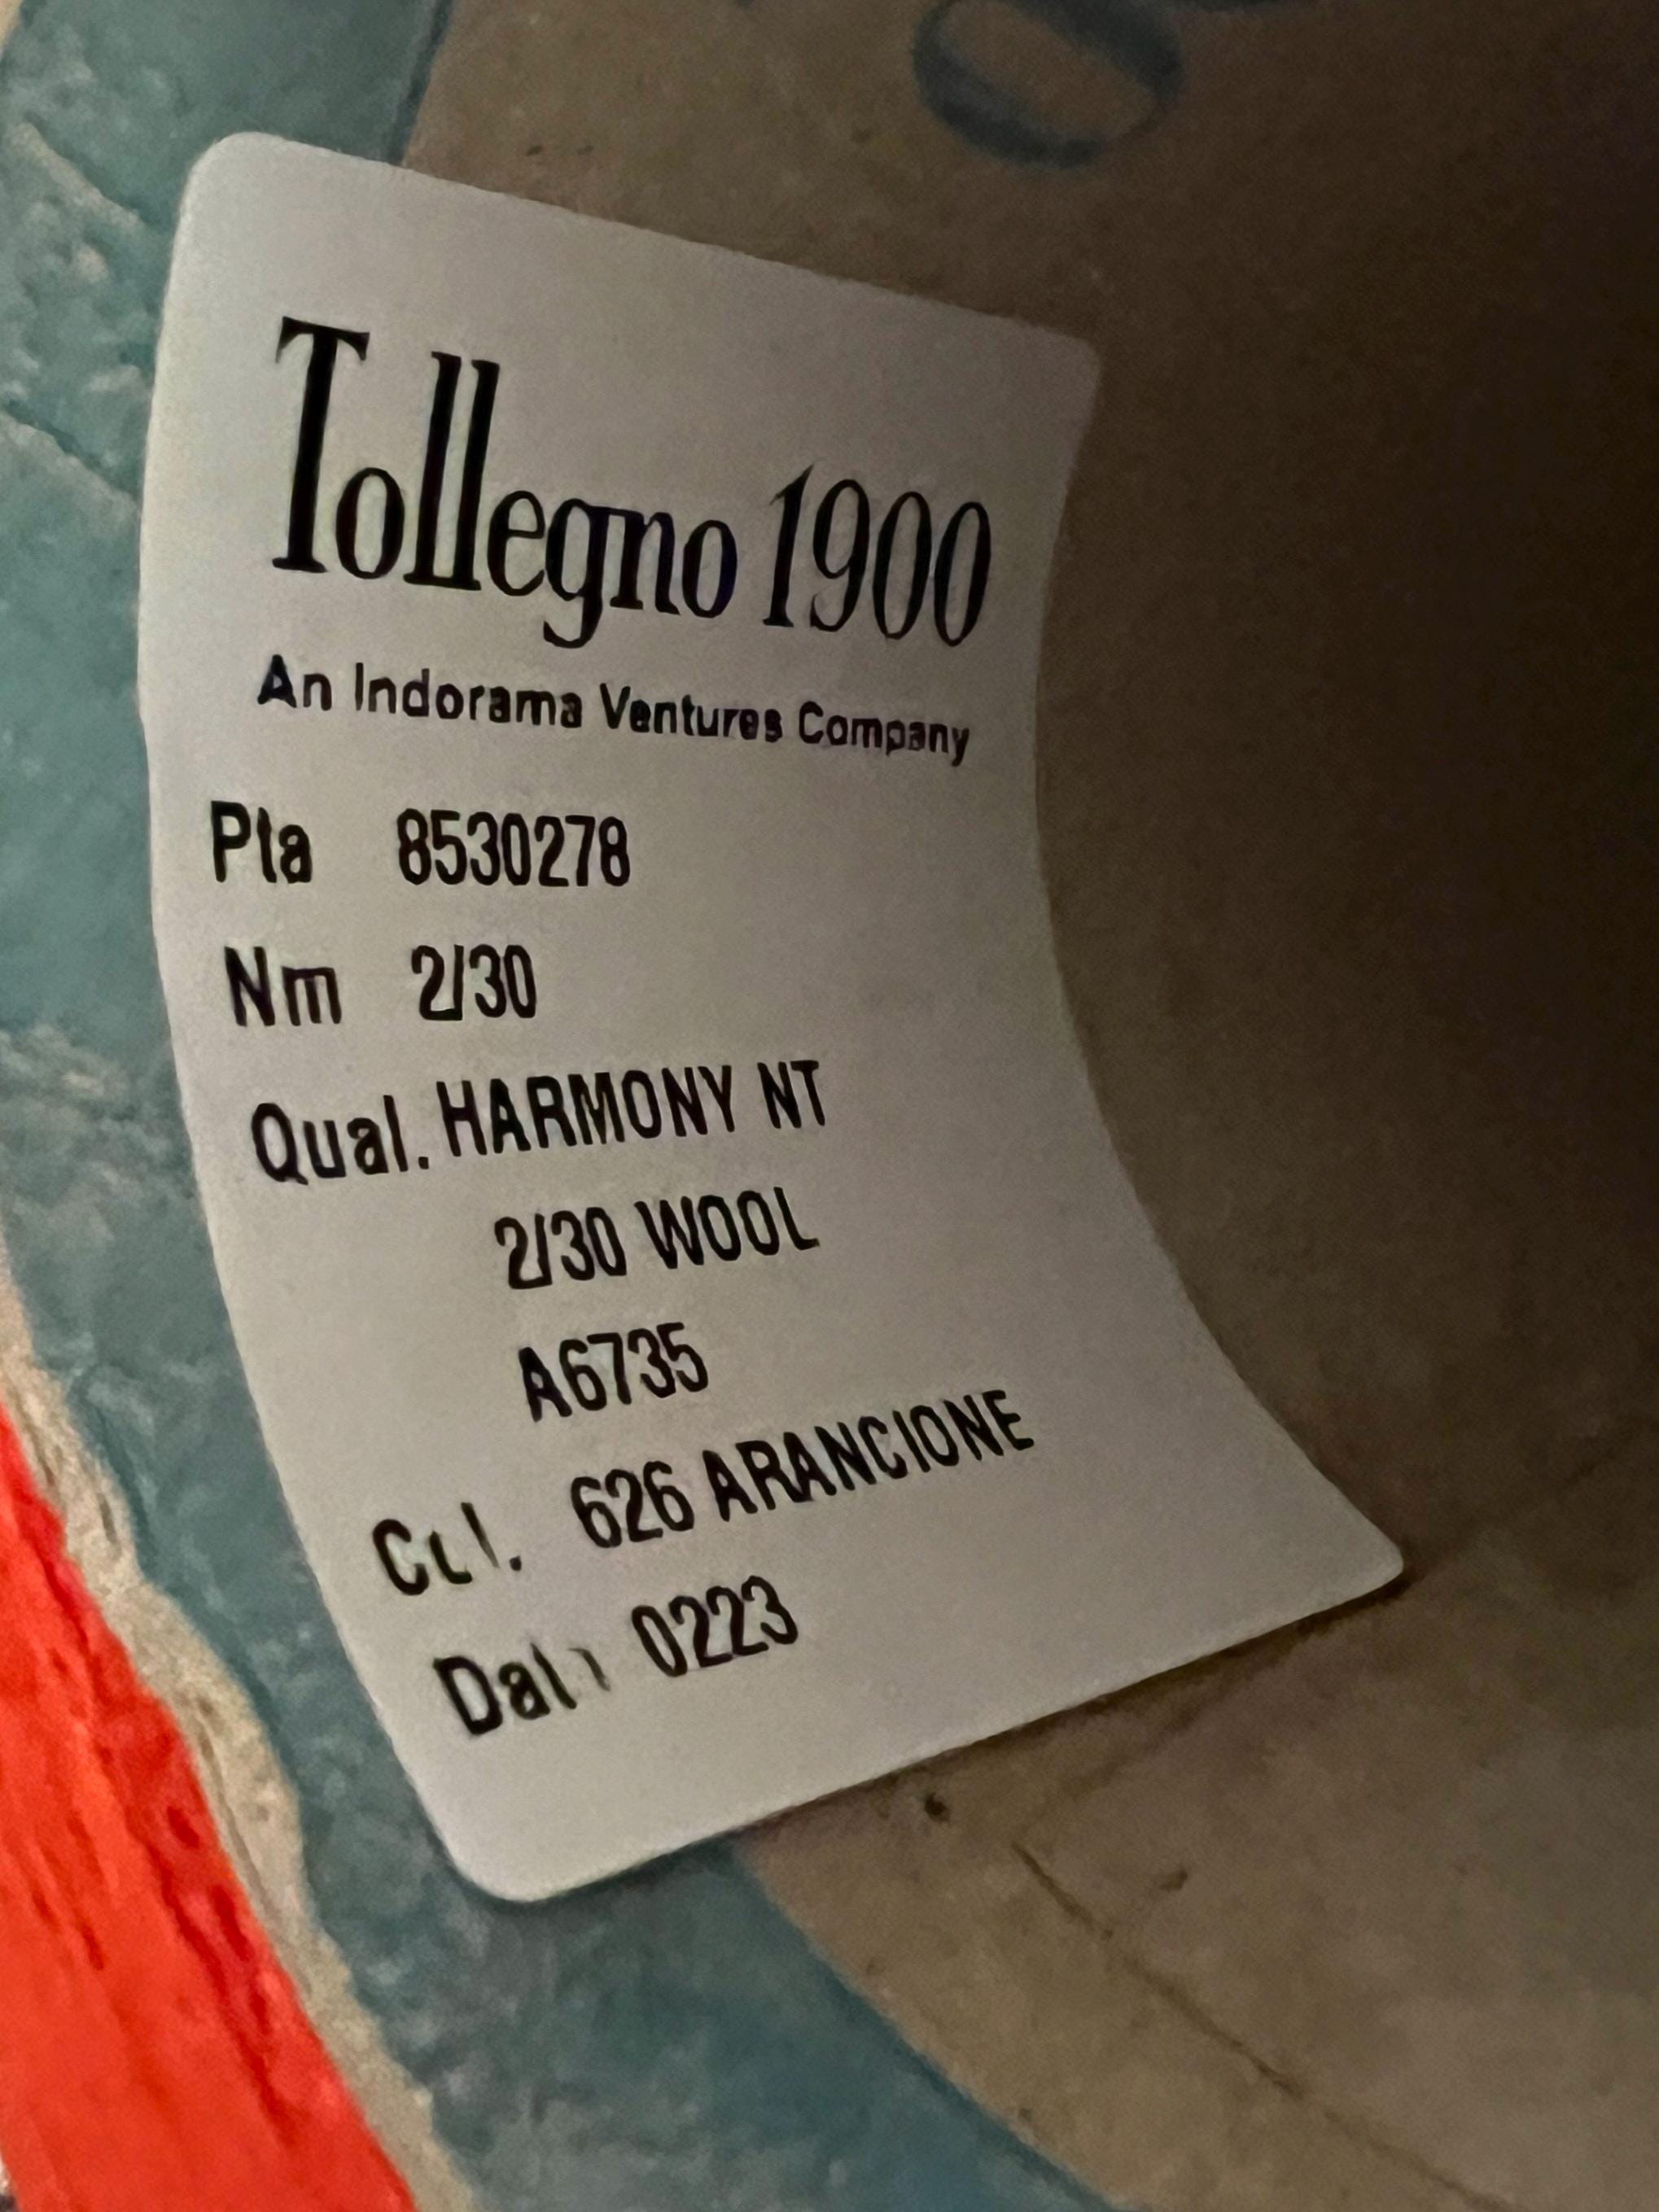 Tollegno 1900
An Indorama Ventures Company
Pta 8530278
Nm 2/30
Qual. HARMONY NT
2/30 WOOL
A6735
626 ARANCIONE
0223